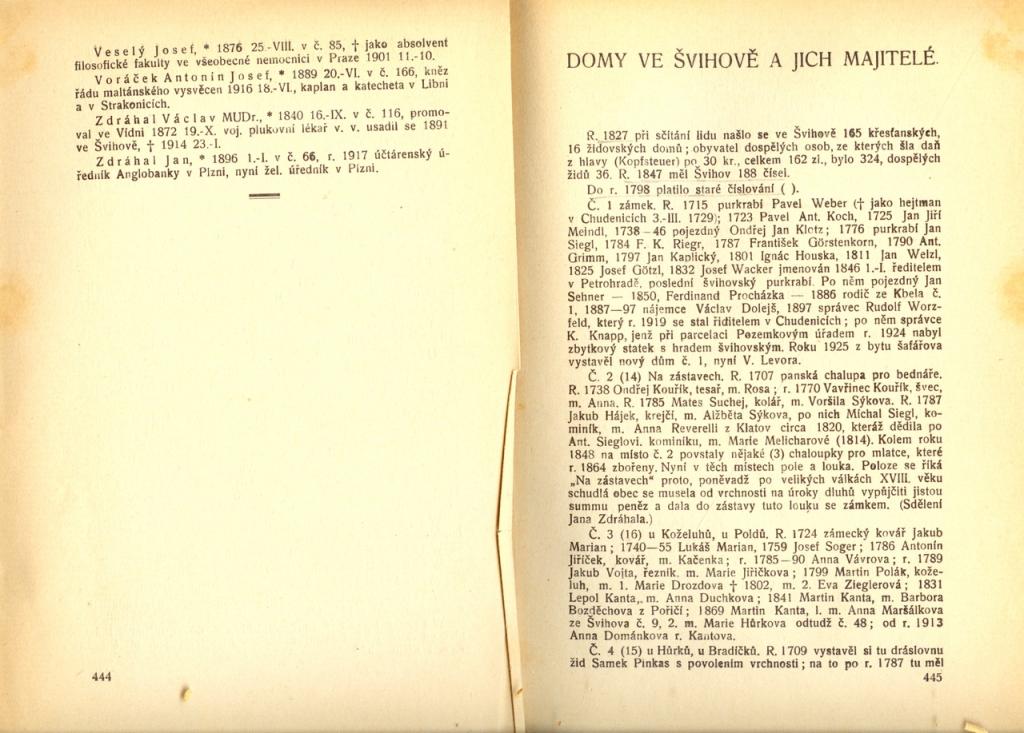 Veselý Josef, * 1876 25.-VIII. v č. 85, † jako absolvent
filosofické fakulty ve všeobecné nemocnici v Praze 1901 11.-10.
Voráček Antonín Josef, * 1889 20.-VI. v č. 166, kněz
řádu maltánského vysvěcen 1916 18.-VI., kaplan a katecheta v Libni
a v Strakonicích.
Zdráhal Václav MUDr., * 1840 16.-IX. v č. 116, promo-
val ve Vídni 1872 19.-X. voj. plukovní lékař v. v. usadil se 1891
ve Švihově, † 1914 23.-I.
Zdráhal Jan, * 1896 1.-I. v č. 66, r. 1917 účtárenský ú-
ředník Anglobanky v Plzni, nyní žel. úředník v Plzni.
444
DOMY VE ŠVIHOVĚ A JICH MAJITELÉ.
R. 1827 při sčítání lidu našlo se ve Švihově 165 křesťanských,
16 židovských domů; obyvatel dospělých osob, ze kterých šla daň
z hlavy (Kopfsteuer) po 30 kr., celkem 162 zl., bylo 324, dospělých
židů 36. R. 1847 měl Švihov 188 čísel.
Do r. 1798 platilo staré číslování ( ).
Č. 1 zámek. R. 1715 purkrabí Pavel Weber († jako hejtman
v Chudenicích 3.-III. 1729); 1723 Pavel Ant. Koch, 1725 Jan Jiří
Meindl, 1738-46 pojezdný Ondřej Jan Klotz; 1776 purkrabí Jan
Siegl, 1784 F. K. Riegr, 1787 František Görstenkorn, 1790 Ant.
Grimm, 1797 Jan Kaplický, 1801 Ignác Houska, 1811 Jan Welzl,
1825 Josef Götzl, 1832 Josef Wacker jmenován 1846 1.-I. ředitelem
v Petrohradě, poslední švihovský purkrabí. Po něm pojezdný Jan
Sehner — 1850, Ferdinand Procházka — 1886 rodič ze Kbela č.
1, 1887—97 nájemce Václav Dolejš, 1897 správec Rudolf Worz-
feld, který r. 1919 se stal řiditelem v Chudenicích; po něm správce
K. Knapp, jenž při parcelaci Pozemkovým úřadem r. 1924 nabyl
zbytkový statek s hradem švihovským. Roku 1925 z bytu šafářova
vystavěl nový dům č. 1, nyní V. Levora.
Č. 2 (14) Na zástavech. R. 1707 panská chalupa pro bednáře.
R. 1738 Ondřej Kouřík, tesař, m. Rosa; r. 1770 Vavřinec Kouřík, švec,
m. Anna. R. 1785 Mates Suchej, kolář, m. Voršila Sýkova. R. 1787
Jakub Hájek, krejčí, m. Alžběta Sýkova, po nich Michal Siegl, ko-
miník, m. Anna Reverelli z Klatov circa 1820, kteráž dědila po
Ant. Sieglovi. kominíku, m. Marie Melicharové (1814). Kolem roku
1848 na místo č. 2 povstaly nějaké (3) chaloupky pro mlatce, které
r. 1864 zbořeny. Nyní v těch místech pole a louka. Poloze se říká
„Na zástavech“ proto, poněvadž po velikých válkách XVIII. věku
schudlá obec se musela od vrchnosti na úroky dluhů vypůjčiti jistou
summu peněz a dala do zástavy tuto louku se zámkem. (Sdělení
Jana Zdráhala.)
Č. 3 (16) u Koželuhů, u Poldů. R. 1724 zámecký kovář Jakub
Marian; 1740—55 Lukáš Marian, 1759 Josef Soger; 1786 Antonín
Jiříček, kovář, m. Kačenka; r. 1785-90 Anna Vávrova; r. 1789
Jakub Vojta, řezník. m. Marie Jiřičkova; 1799 Martin Polák, kože-
luh, m. 1. Marie Drozdova † 1802, m. 2. Eva Zieglerová; 1831
Lepol Kanta,. m. Anna Duchkova; 1841 Martin Kanta, m. Barbora
Bozděchova z Poříčí; 1869 Martin Kanta, 1. m. Anna Maršálkova
ze Švihova č. 9, 2. m. Marie Hůrkova odtudž č. 48; od r. 1913
Anna Dománkova r. Kantova.
Č. 4 (15) u Hůrků, u Bradíčků. R. 1709 vystavěl si tu dráslovnu
žid Samek Pinkas s povolením vrchnosti; na to po r. 1787 tu měl
445